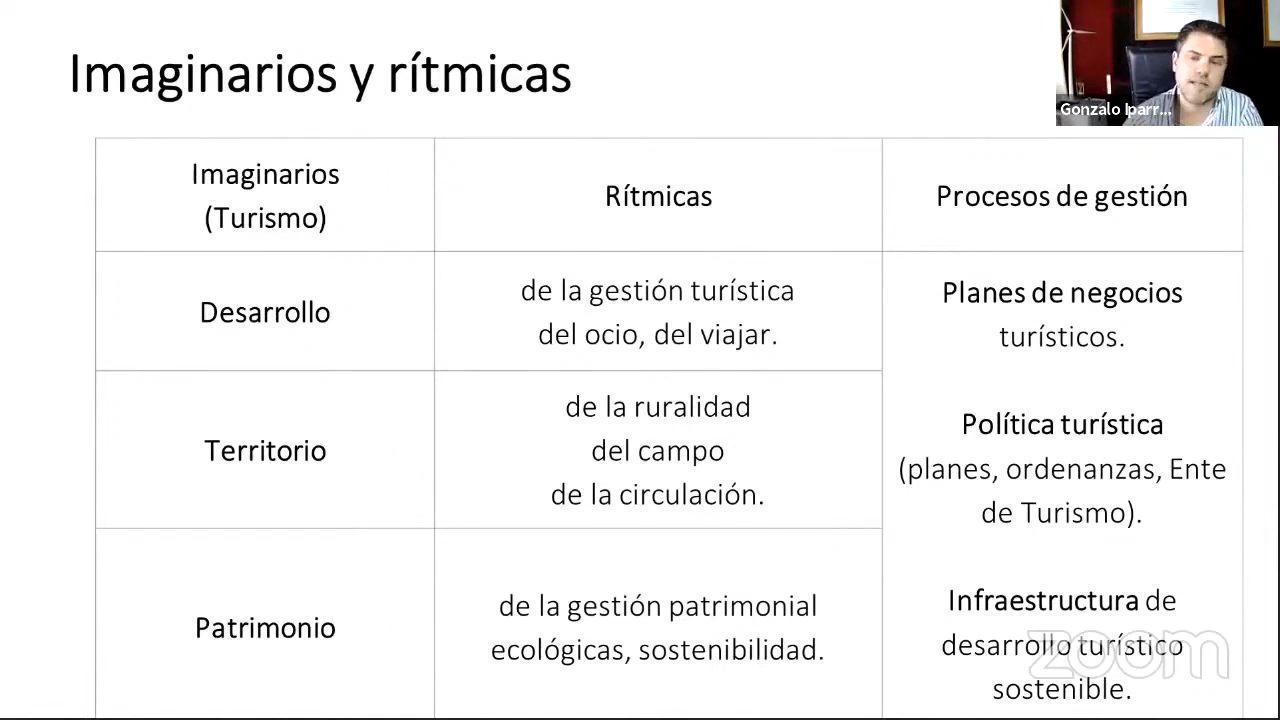 Imaginarios y rítmicas
Gonzalo Iparr...
Imaginarios
(Turismo)
Rítmicas
Procesos de gestión
Desarrollo
de la gestión turística
del ocio, del viajar.
Planes de negocios
turísticos.
Territorio
de la ruralidad
del campo
de la circulación.
Política turística
(planes, ordenanzas, Ente
de Turismo).
Patrimonio
de la gestión patrimonial
ecológicas, sostenibilidad.
Infraestructura de
desarrollo turístico
sostenible.
zoom